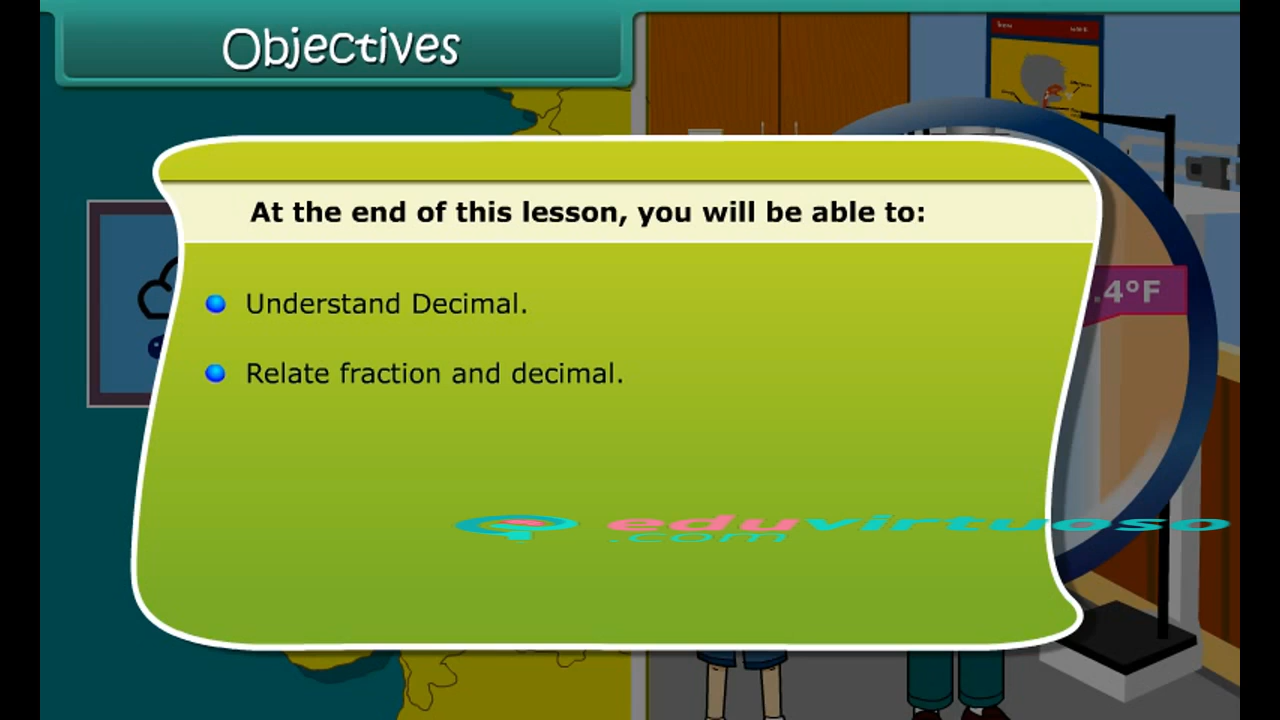 Objectives
At the end of this lesson, you will be able to:
Understand Decimal.
.4°F
Relate fraction and decimal.
eduvirtuoso
.com